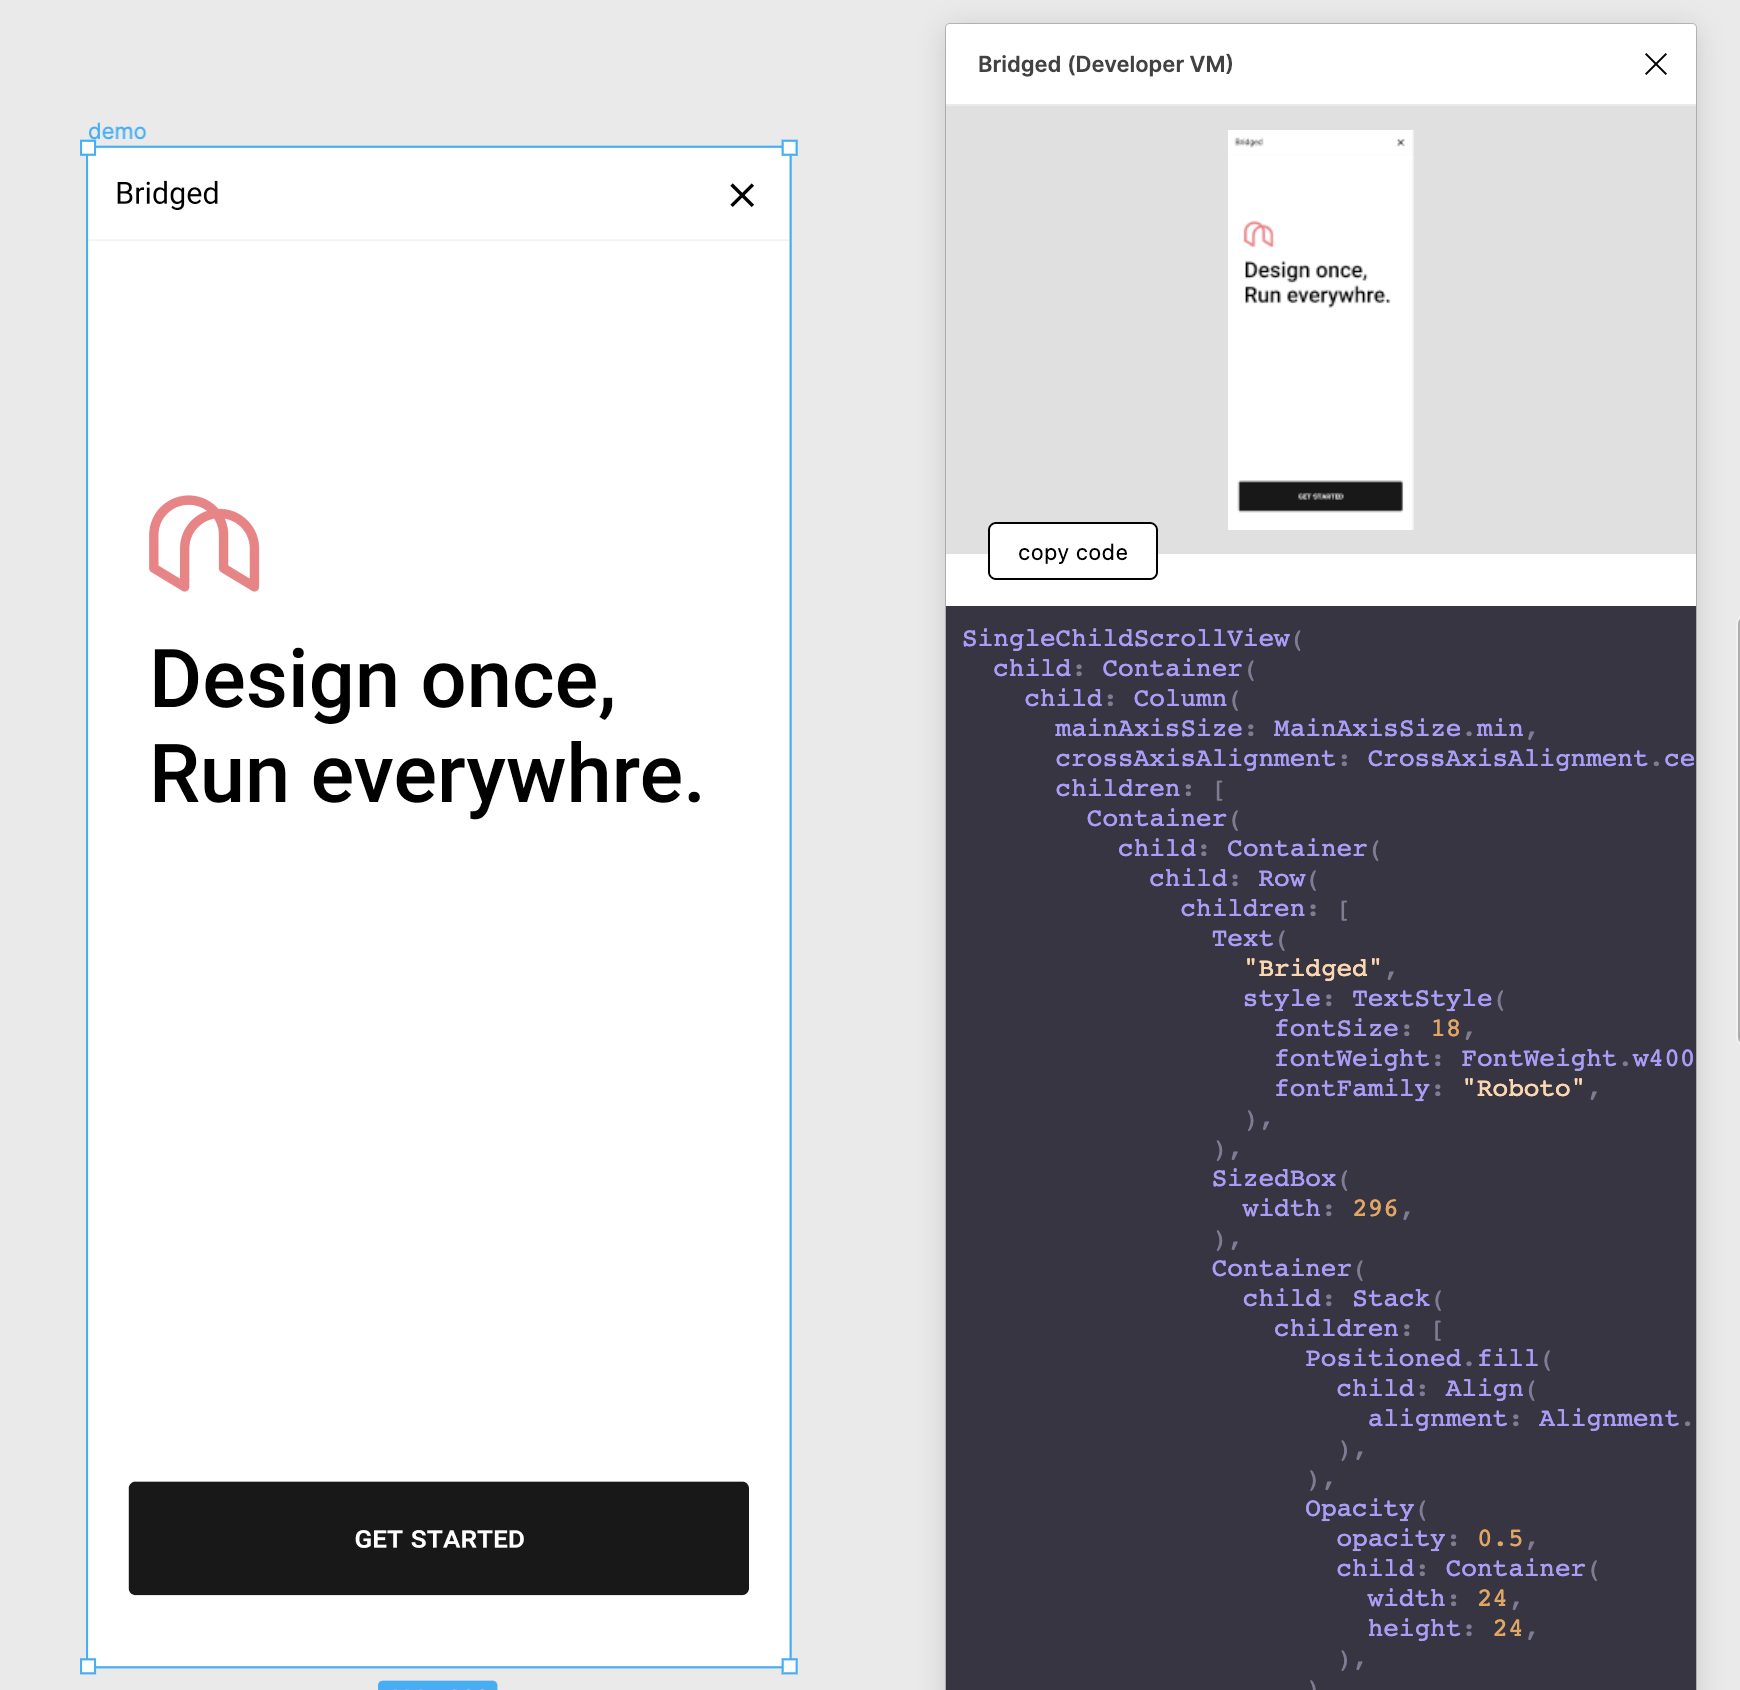 demo
Bridged
Design once,
Run everywhre.
GET STARTED
Bridged (Developer VM)
Bridged
Design once,
Run everywhre.
GET STARTED
copy code
SingleChildScrollView(
child: Container(
child: Column(
mainAxisSize: MainAxisSize.min,
crossAxisAlignment: CrossAxisAlignment.ce
children: [
Container(
child: Container(
child: Row(
children: [
Text(
"Bridged",
style: TextStyle(
fontSize: 18,
fontWeight: FontWeight.w400
fontFamily: "Roboto",
),
),
SizedBox(
width: 296,
),
Container(
child: Stack(
children: [
Positioned.fill(
child: Align(
alignment: Alignment.
),
),
Opacity(
opacity: 0.5,
child: Container(
width: 24,
height: 24,
),